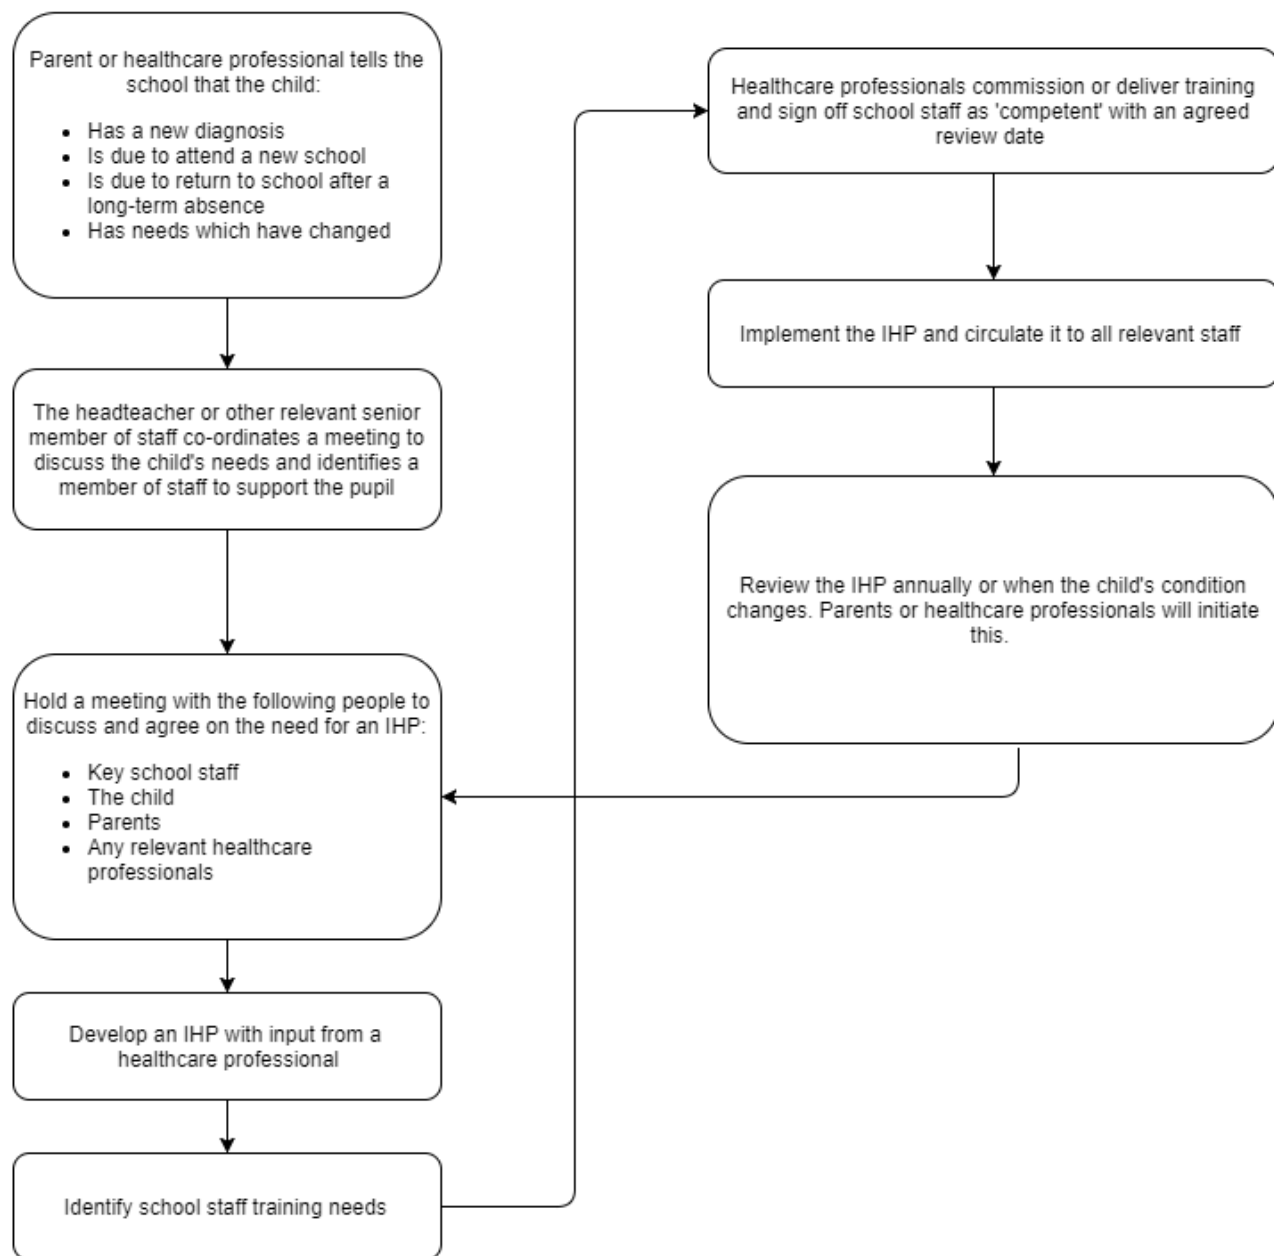 Parent or healthcare professional tells the
school that the child:
• Has a new diagnosis
• Is due to attend a new school
• Is due to return to school after a
long-term absence
• Has needs which have changed
The headteacher or other relevant senior
member of staff co-ordinates a meeting to
discuss the child's needs and identifies a
member of staff to support the pupil
Hold a meeting with the following people to
discuss and agree on the need for an IHP:
• Key school staff
• The child
• Parents
• Any relevant healthcare
professionals
Develop an IHP with input from a
healthcare professional
Identify school staff training needs
Healthcare professionals commission or deliver training
and sign off school staff as 'competent' with an agreed
review date
Implement the IHP and circulate it to all relevant staff
Review the IHP annually or when the child's condition
changes. Parents or healthcare professionals will initiate
this.